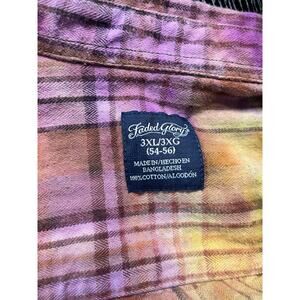 Faded Glory
3XL/3XG
(54-56)
MADE IN/HECHO EN
BANGLADESH
100% COTTON/ALGODÓN